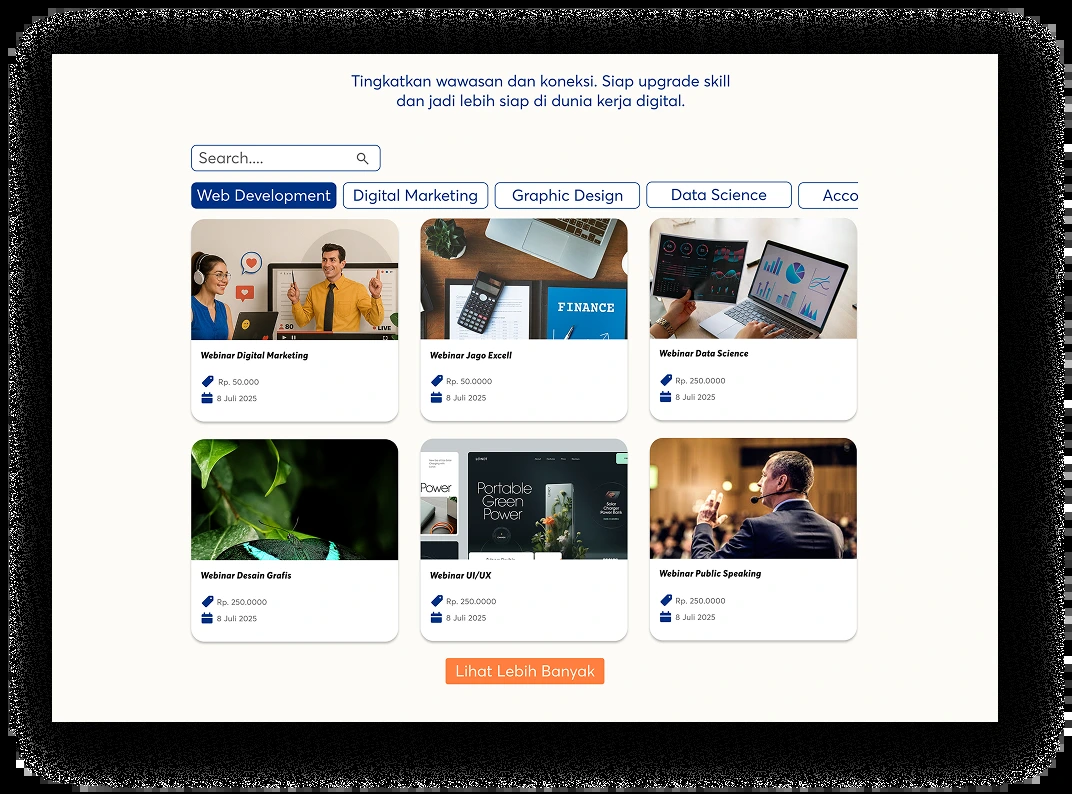 Tingkatkan wawasan dan koneksi. Siap upgrade skill
dan jadi lebih siap di dunia kerja digital.
Search....
Web Development
Digital Marketing
Graphic Design
Data Science
Acco
80
LIVE
FINANCE
Webinar Digital Marketing
Rp. 50.000
8 Juli 2025
Webinar Jago Excell
Rp. 50.0000
8 Juli 2025
Webinar Data Science
Rp. 250.0000
8 Juli 2025
Power
Portable
Green
Power
Solar
Charger
Power Bank
Webinar Desain Grafis
Rp. 250.0000
8 Juli 2025
Webinar UI/UX
Rp. 250.0000
8 Juli 2025
Webinar Public Speaking
Rp. 250.0000
8 Juli 2025
Lihat Lebih Banyak